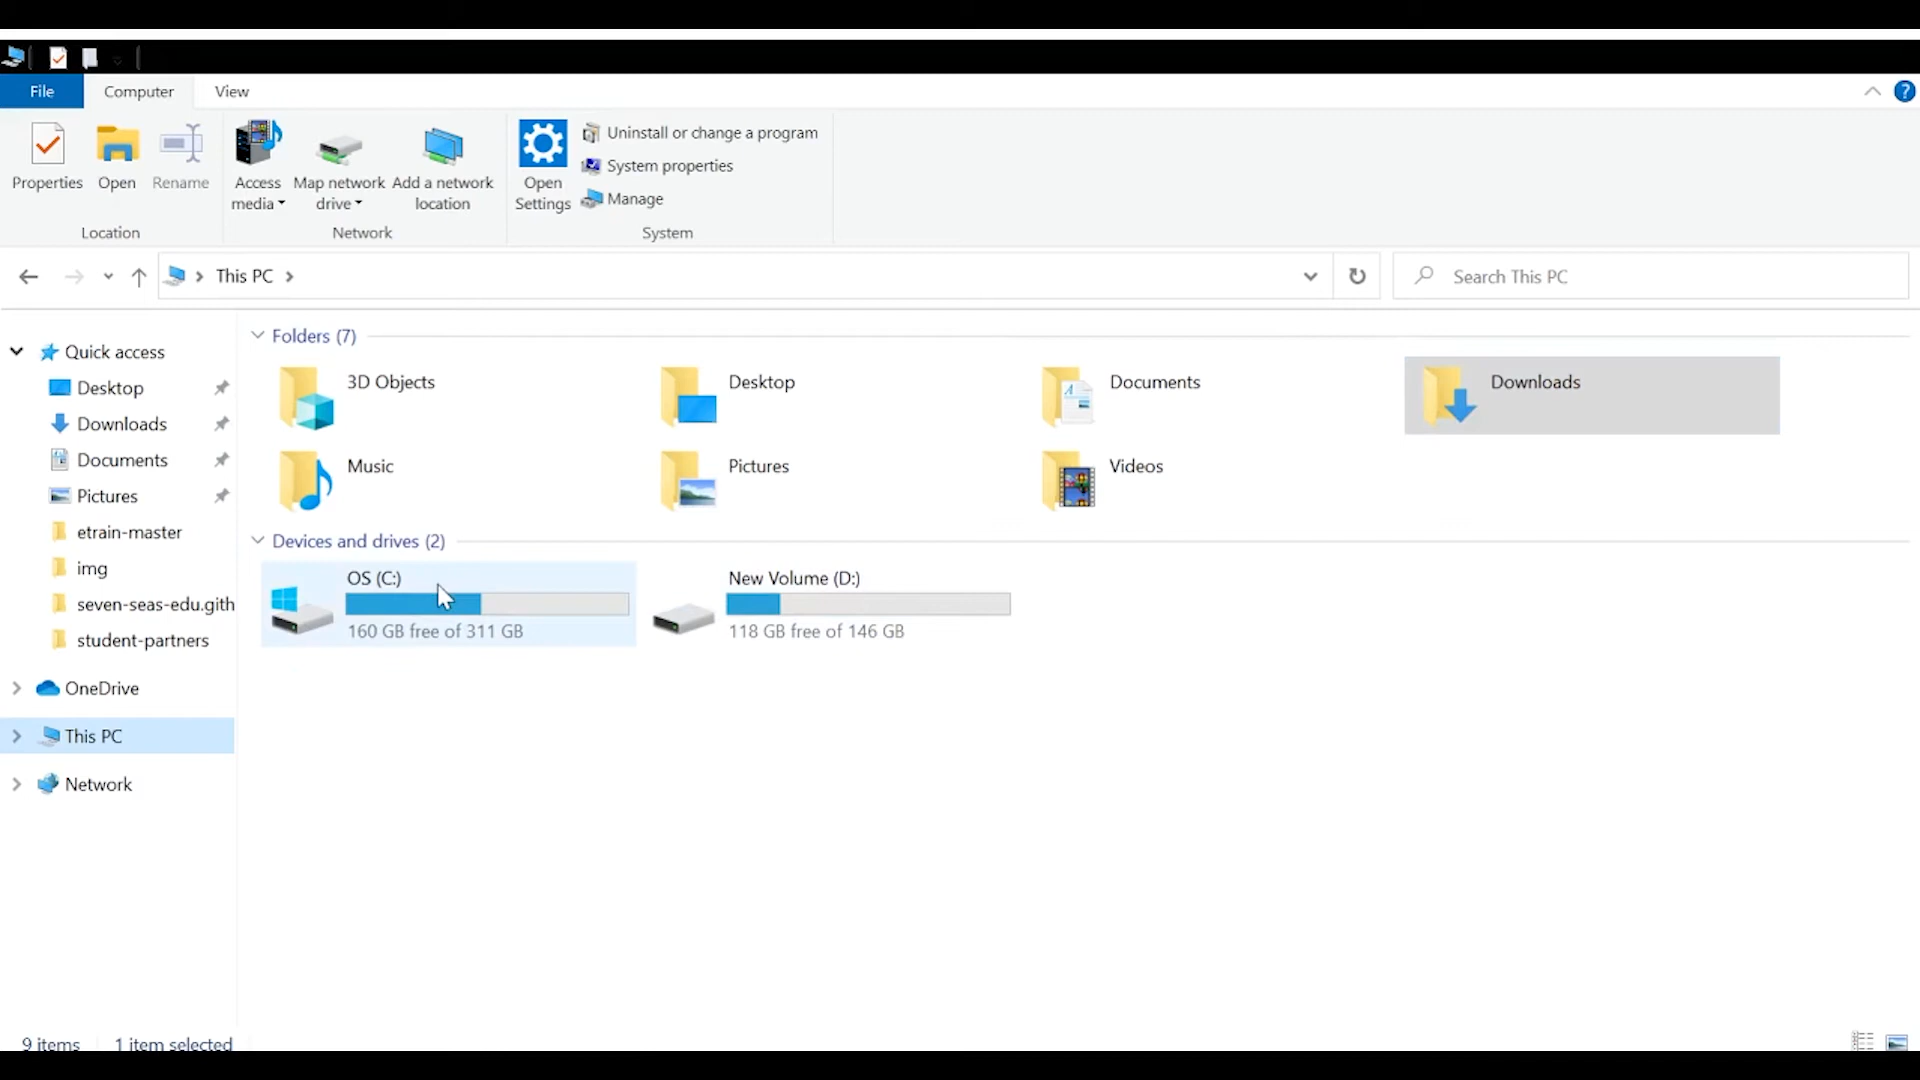 File Computer View
Properties Open Rename Access media Map network drive Add a network location Open Settings
Uninstall or change a program
System properties
Manage
Location Network System
This PC
Search This PC
Quick access
Desktop
Downloads
Documents
Pictures
etrain-master
img
seven-seas-edu.gith
student-partners
OneDrive
This PC
Network
Folders (7)
3D Objects Desktop Documents Downloads
Music Pictures Videos
Devices and drives (2)
OS (C:)
160 GB free of 311 GB
New Volume (D:)
118 GB free of 146 GB
9 items 1 item selected